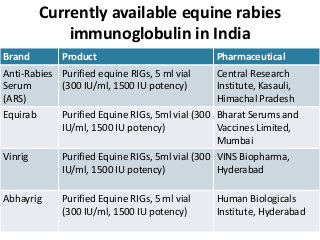 Currently available equine rabies
immunoglobulin in India
Brand Product Pharmaceutical
Anti-Rabies Purified equine RIGs, 5 ml vial Central Research
Serum (300 IU/ml, 1500 IU potency) Institute, Kasauli,
(ARS) Himachal Pradesh
Equirab Purified Equine RIGs, 5ml vial (300 Bharat Serums and
IU/ml, 1500 IU potency) Vaccines Limited,
Mumbai
Vinrig Purified Equine RIGs, 5ml vial (300 VINS Biopharma,
IU/ml, 1500 IU potency) Hyderabad
Abhayrig Purified Equine RIGs, 5 ml vial Human Biologicals
(300 IU/ml, 1500 IU potency) Institute, Hyderabad